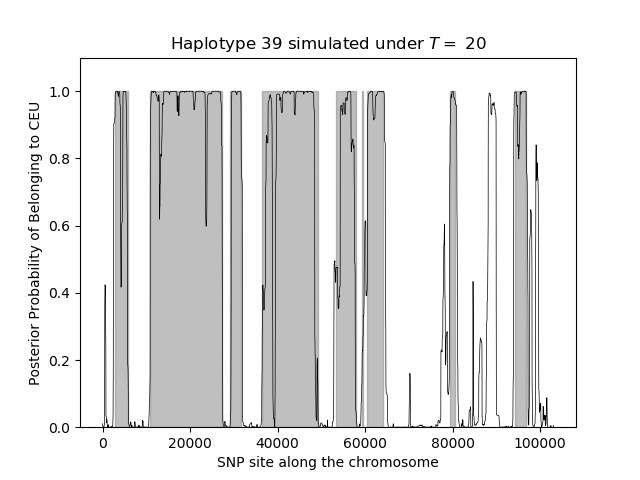 Haplotype 39 simulated under T = 20
Posterior Probability of Belonging to CEU
1.0
0.8
0.6
0.4
0.2
0.0
0 20000 40000 60000 80000 100000
SNP site along the chromosome